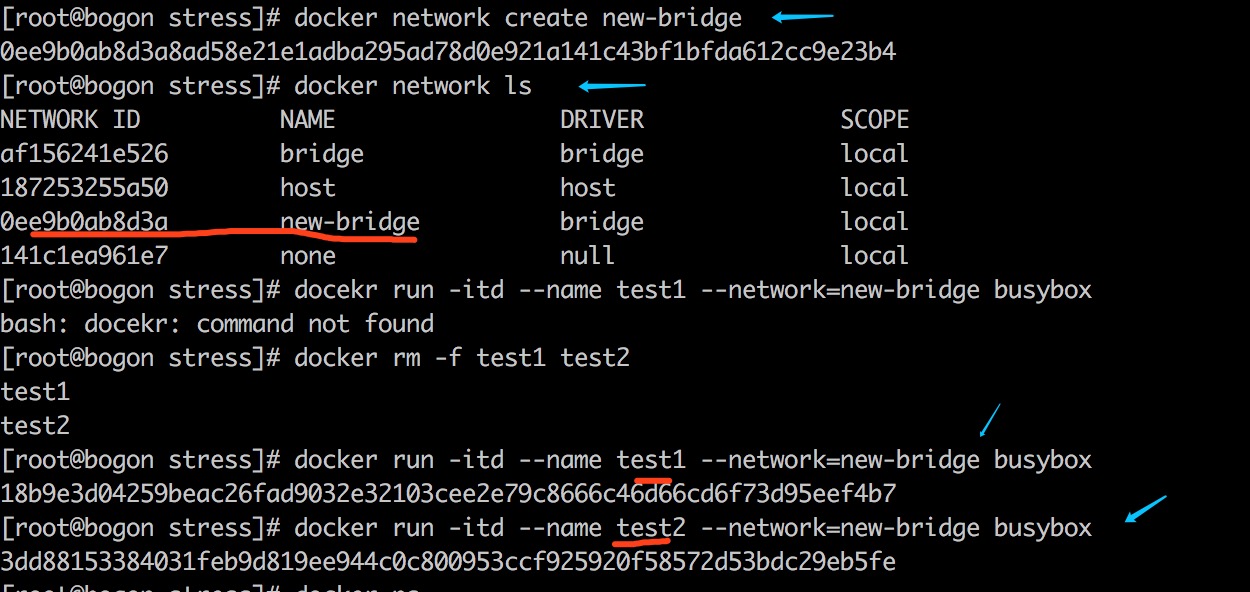 [root@bogon stress]# docker network create new-bridge
0ee9b0ab8d3a8ad58e21e1adba295ad78d0e921a141c43bf1bfda612cc9e23b4
[root@bogon stress]# docker network ls
NETWORK ID NAME DRIVER SCOPE
af156241e526 bridge bridge local
187253255a50 host host local
0ee9b0ab8d3a new-bridge bridge local
141c1ea961e7 none null local
[root@bogon stress]# docekr run -itd --name test1 --network=new-bridge busybox
bash: docekr: command not found
[root@bogon stress]# docker rm -f test1 test2
test1
test2
[root@bogon stress]# docker run -itd --name test1 --network=new-bridge busybox
18b9e3d04259beac26fad9032e32103cee2e79c8666c46d66cd6f73d95eef4b7
[root@bogon stress]# docker run -itd --name test2 --network=new-bridge busybox
3dd88153384031feb9d819ee944c0c800953ccf925920f58572d53bdc29eb5fe
[root@bogon stress]# docker